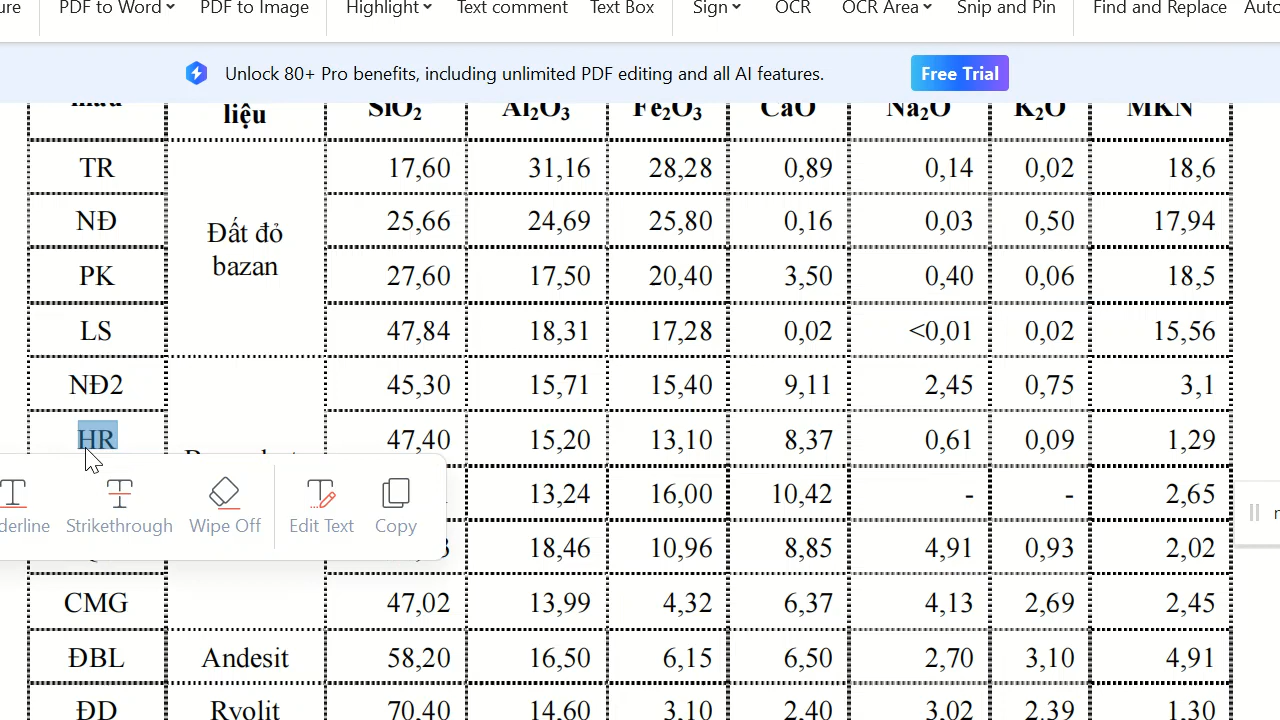 PDF to Word PDF to Image Highlight Text comment Text Box Sign OCR OCR Area Snip and Pin Find and Replace
Unlock 80+ Pro benefits, including unlimited PDF editing and all AI features. Free Trial
liệu SiO₂ Al₂O₃ Fe₂O₃ CaO Na₂O K₂O MKN
TR 17,60 31,16 28,28 0,89 0,14 0,02 18,6
NĐ 25,66 24,69 25,80 0,16 0,03 0,50 17,94
Đất đỏ
bazan
PK 27,60 17,50 20,40 3,50 0,40 0,06 18,5
LS 47,84 18,31 17,28 0,02 <0,01 0,02 15,56
NĐ2 45,30 15,71 15,40 9,11 2,45 0,75 3,1
HR 47,40 15,20 13,10 8,37 0,61 0,09 1,29
13,24 16,00 10,42 - - 2,65
Strikethrough Wipe Off Edit Text Copy
18,46 10,96 8,85 4,91 0,93 2,02
CMG 47,02 13,99 4,32 6,37 4,13 2,69 2,45
ĐBL Andesit 58,20 16,50 6,15 6,50 2,70 3,10 4,91
ĐD Ryolit 70,40 14,60 3,10 2,40 3,02 2,39 1,30